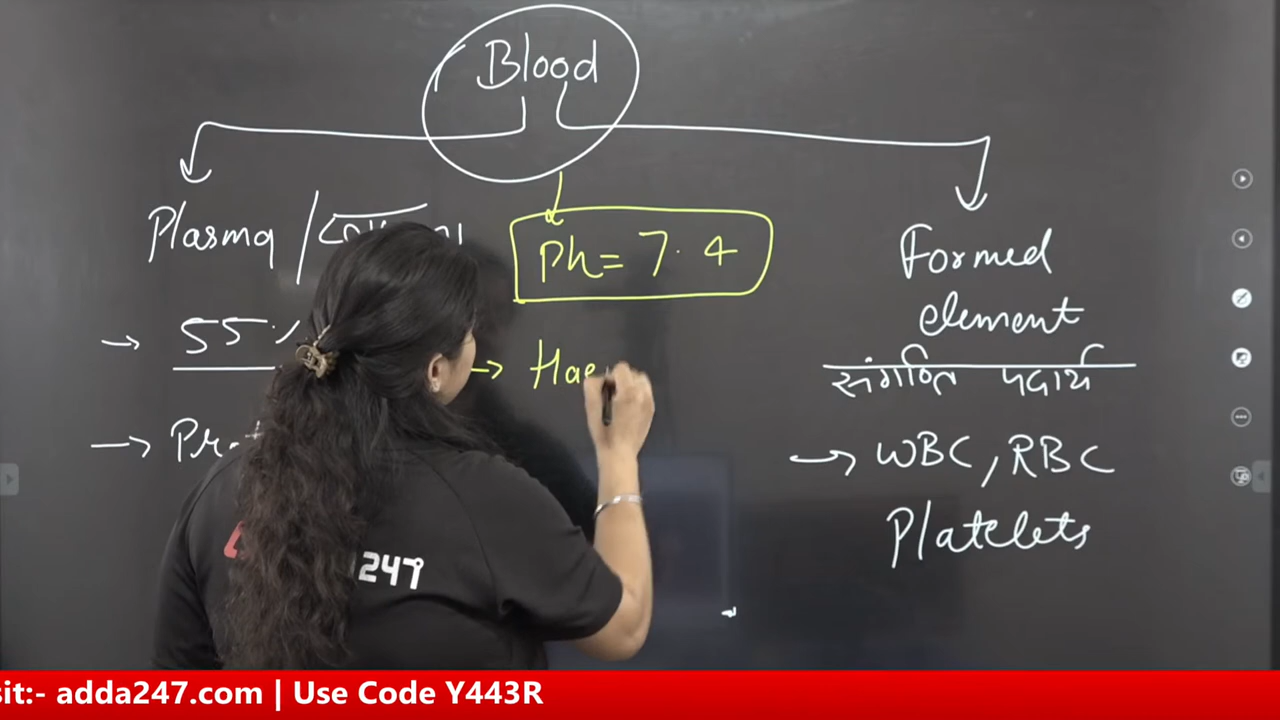 Blood
Plasma /
Ph = 7.4
Formed
element
संगठित पदार्थ
→ 55%
→ Hae
→ WBC, RBC
Platelets
→ Prot
247
sit:- adda247.com | Use Code Y443R